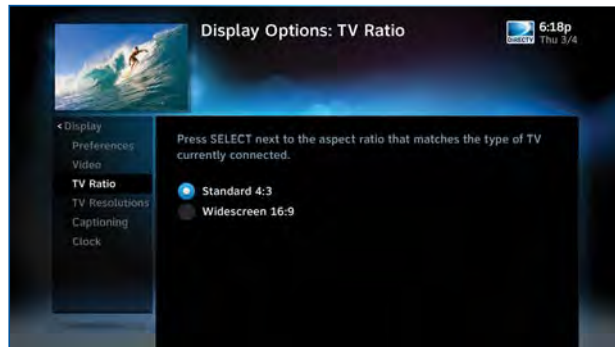 Display Options: TV Ratio
DIRECTV
6:18p
Thu 3/4
<Display
Preferences
Video
TV Ratio
TV Resolutions
Captioning
Clock
Press SELECT next to the aspect ratio that matches the type of TV
currently connected.
Standard 4:3
Widescreen 16:9